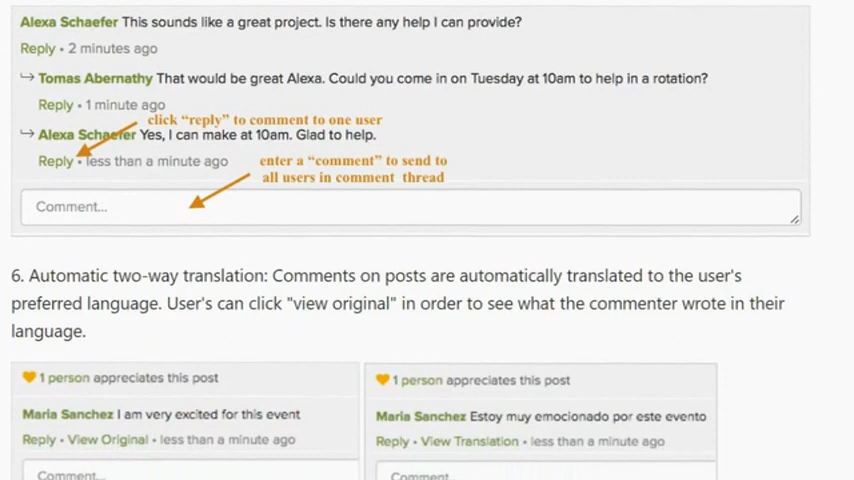 Alexa Schaefer This sounds like a great project. Is there any help I can provide?
Reply • 2 minutes ago
Tomas Abernathy That would be great Alexa. Could you come in on Tuesday at 10am to help in a rotation?
Reply • 1 minute ago
click “reply” to comment to one user
Alexa Schaefer Yes, I can make at 10am. Glad to help.
Reply • less than a minute ago
enter a “comment” to send to
all users in comment thread
Comment...
6. Automatic two-way translation: Comments on posts are automatically translated to the user's
preferred language. User's can click "view original" in order to see what the commenter wrote in their
language.
1 person appreciates this post
Maria Sanchez I am very excited for this event
Reply • View Original • less than a minute ago
Comment...
1 person appreciates this post
Maria Sanchez Estoy muy emocionado por este evento
Reply • View Translation • less than a minute ago
Comment...